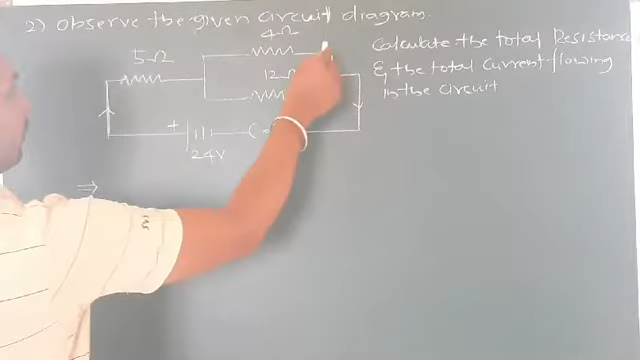 2) Observe the given circuit diagram.
4Ω
5Ω
12Ω
+
24V
⇒
Calculate the total Resistance
& the total current flowing
in the circuit